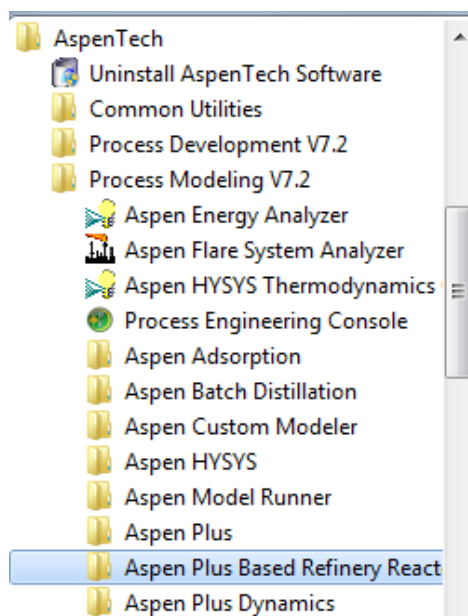 AspenTech
Uninstall AspenTech Software
Common Utilities
Process Development V7.2
Process Modeling V7.2
Aspen Energy Analyzer
Aspen Flare System Analyzer
Aspen HYSYS Thermodynamics
Process Engineering Console
Aspen Adsorption
Aspen Batch Distillation
Aspen Custom Modeler
Aspen HYSYS
Aspen Model Runner
Aspen Plus
Aspen Plus Based Refinery React
Aspen Plus Dynamics